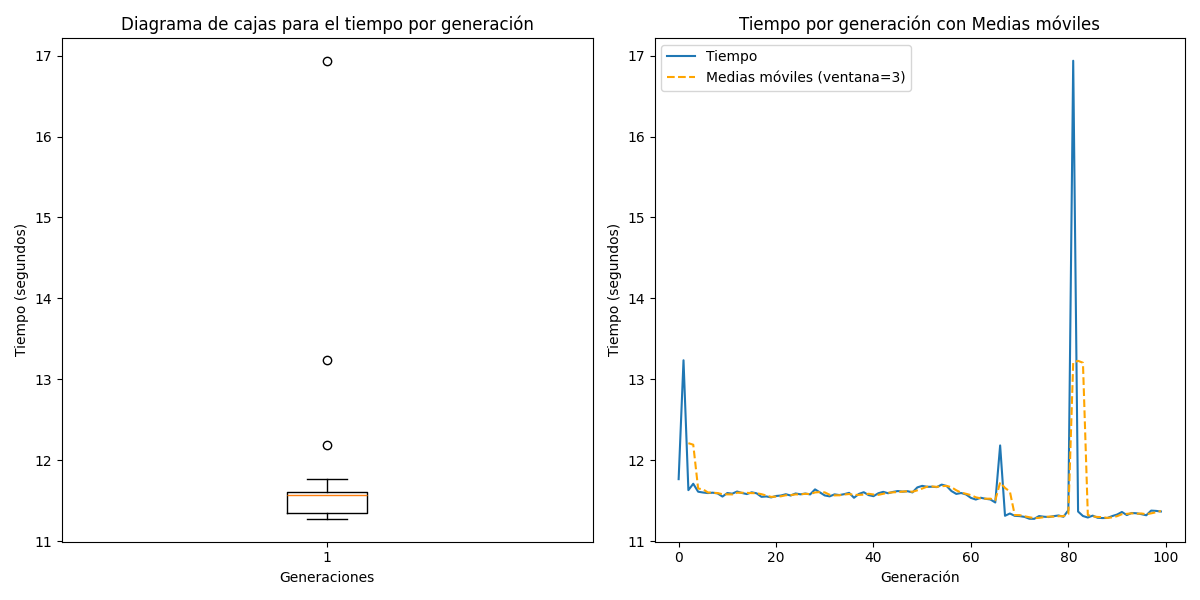 Diagrama de cajas para el tiempo por generación
17
16
15
14
13
12
11
Tiempo (segundos)
1
Generaciones
Tiempo por generación con Medias móviles
Tiempo
Medias móviles (ventana=3)
17
16
15
14
13
12
11
Tiempo (segundos)
0 20 40 60 80 100
Generación